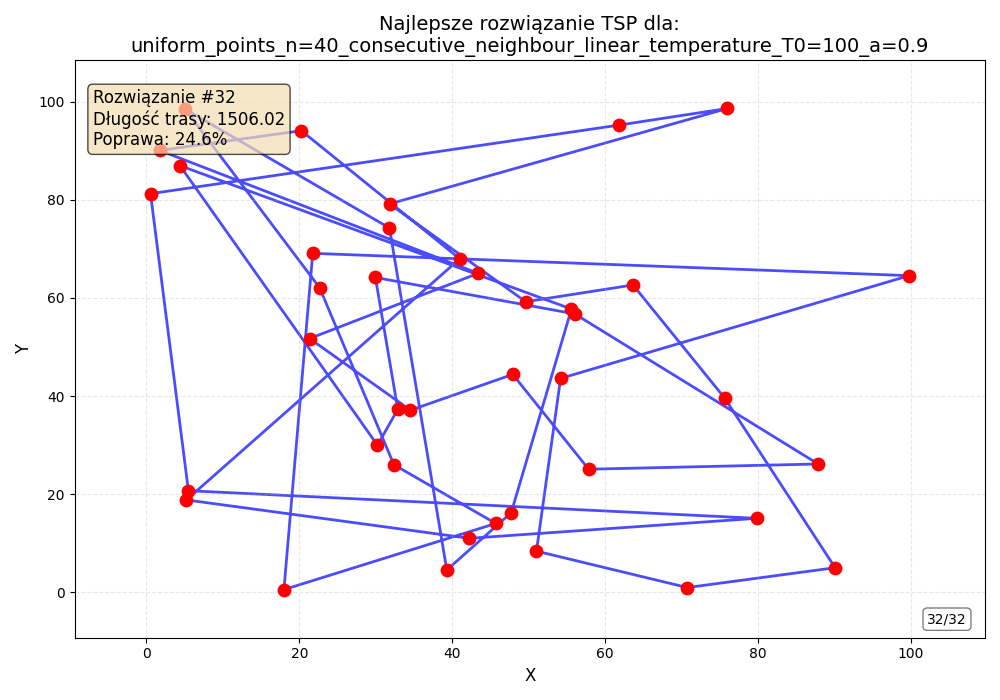 Najlepsze rozwiązanie TSP dla:
uniform_points_n=40_consecutive_neighbour_linear_temperature_T0=100_a=0.9
Rozwiązanie #32
Długość trasy: 1506.02
Poprawa: 24.6%
100
80
60
40
20
0
Y
0 20 40 60 80 100
X
32/32